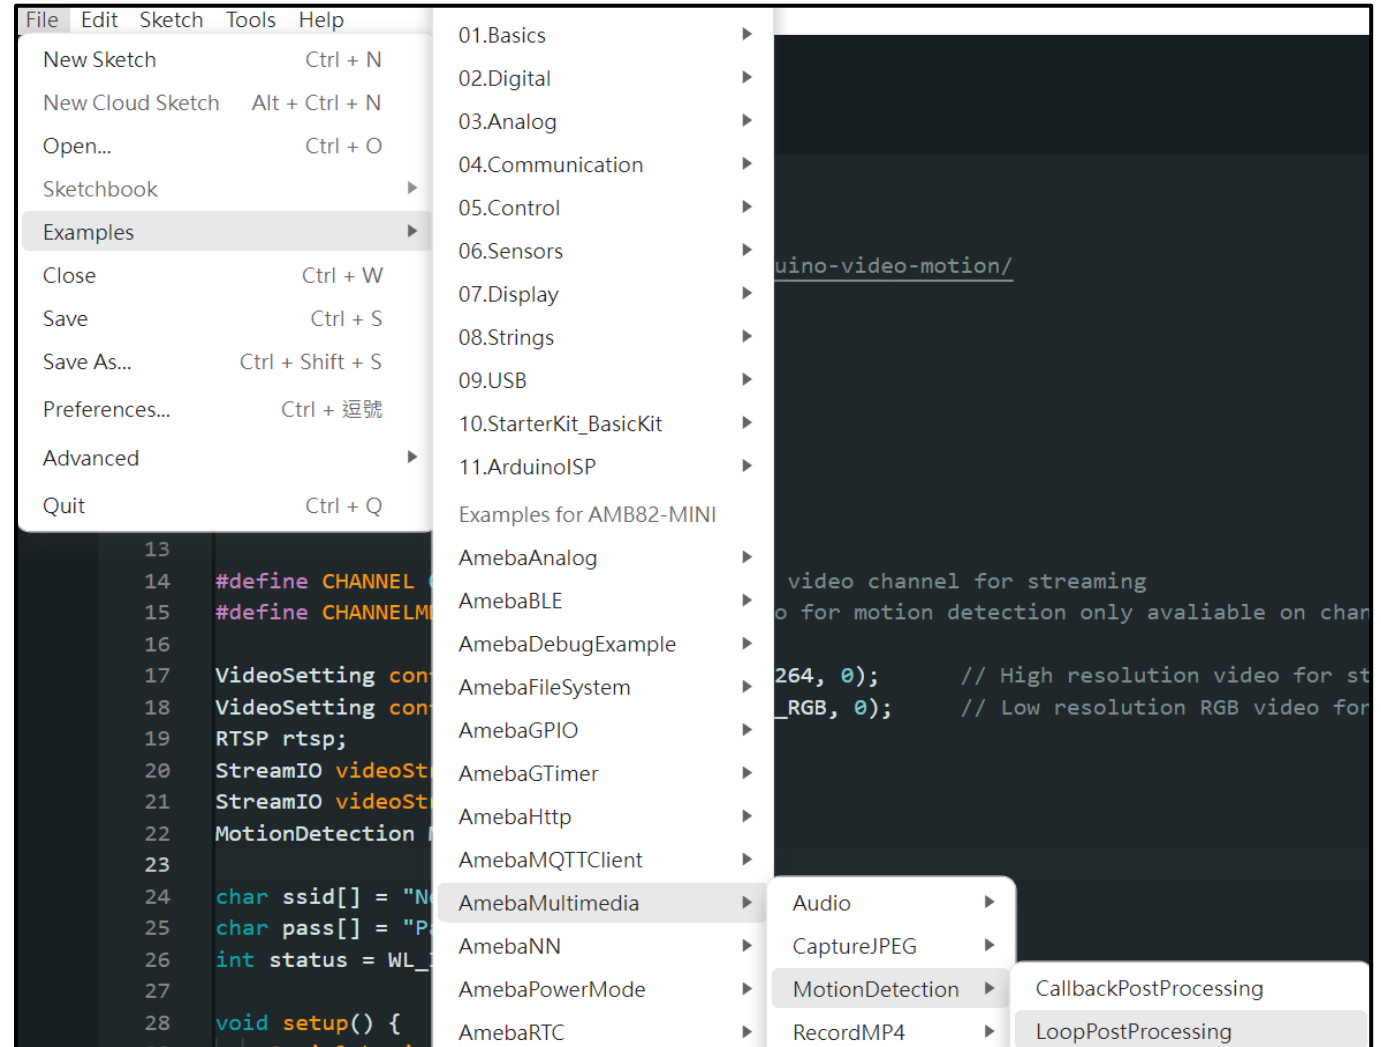 File Edit Sketch Tools Help
New Sketch Ctrl + N
New Cloud Sketch Alt + Ctrl + N
Open... Ctrl + O
Sketchbook
Examples
Close Ctrl + W
Save Ctrl + S
Save As... Ctrl + Shift + S
Preferences... Ctrl + 逗號
Advanced
Quit Ctrl + Q
01.Basics
02.Digital
03.Analog
04.Communication
05.Control
06.Sensors
07.Display
08.Strings
09.USB
10.StarterKit_BasicKit
11.ArduinoISP
Examples for AMB82-MINI
AmebaAnalog
AmebaBLE
AmebaDebugExample
AmebaFileSystem
AmebaGPIO
AmebaGTimer
AmebaHttp
AmebaMQTTClient
AmebaMultimedia
AmebaNN
AmebaPowerMode
AmebaRTC
Audio
CaptureJPEG
MotionDetection
RecordMP4
CallbackPostProcessing
LoopPostProcessing
uino-video-motion/
13
14 #define CHANNEL video channel for streaming
15 #define CHANNELM o for motion detection only avaliable on chan
16
17 VideoSetting con 264, 0); // High resolution video for st
18 VideoSetting con _RGB, 0); // Low resolution RGB video for
19 RTSP rtsp;
20 StreamIO videoSt
21 StreamIO videoSt
22 MotionDetection
23
24 char ssid[] = "N
25 char pass[] = "P
26 int status = WL_
27
28 void setup() {